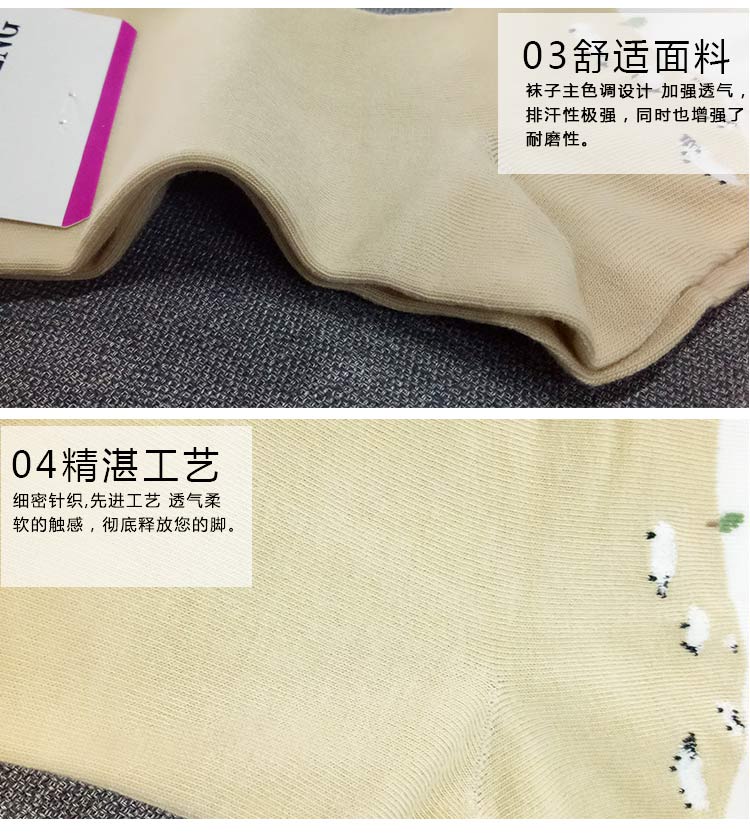 03舒适面料
袜子主色调设计 加强透气，
排汗性极强，同时也增强了
耐磨性。
04精湛工艺
细密针织,先进工艺 透气柔
软的触感，彻底释放您的脚。